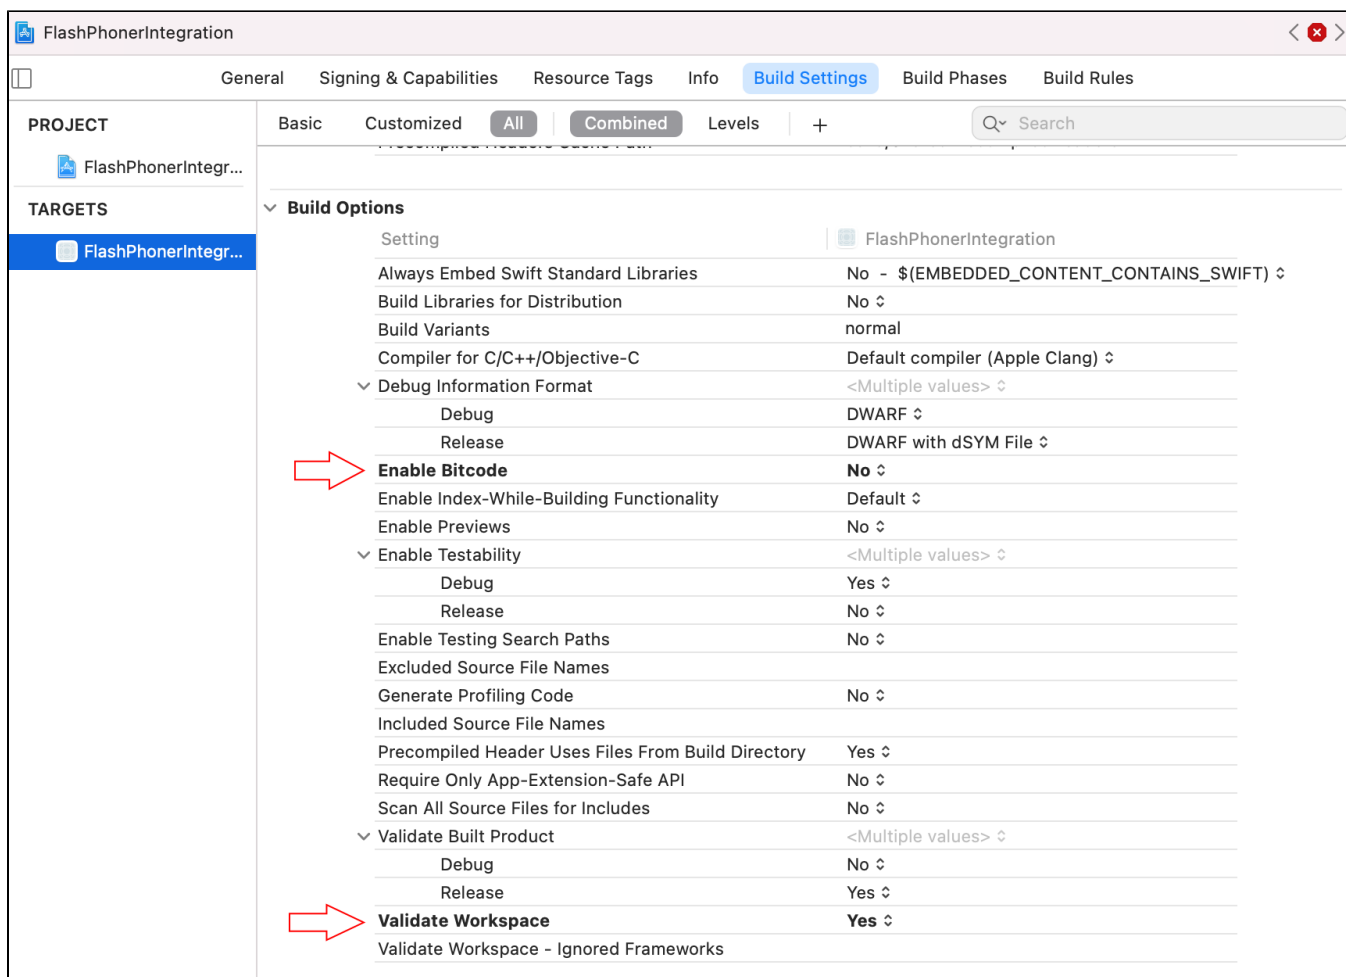 FlashPhonerIntegration
General Signing & Capabilities Resource Tags Info Build Settings Build Phases Build Rules
PROJECT
FlashPhonerIntegr...
TARGETS
FlashPhonerIntegr...
Basic Customized All Combined Levels + Search
Precompiled Headers Cache Path
Build Options
Setting FlashPhonerIntegration
Always Embed Swift Standard Libraries No - $(EMBEDDED_CONTENT_CONTAINS_SWIFT)
Build Libraries for Distribution No
Build Variants normal
Compiler for C/C++/Objective-C Default compiler (Apple Clang)
Debug Information Format <Multiple values>
Debug DWARF
Release DWARF with dSYM File
Enable Bitcode No
Enable Index-While-Building Functionality Default
Enable Previews No
Enable Testability <Multiple values>
Debug Yes
Release No
Enable Testing Search Paths No
Excluded Source File Names
Generate Profiling Code No
Included Source File Names
Precompiled Header Uses Files From Build Directory Yes
Require Only App-Extension-Safe API No
Scan All Source Files for Includes No
Validate Built Product <Multiple values>
Debug No
Release Yes
Validate Workspace Yes
Validate Workspace - Ignored Frameworks